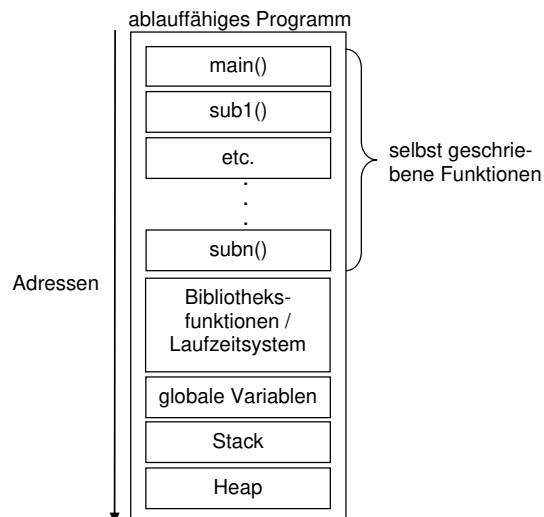 ablauffähiges Programm
main()
sub1()
etc.
.
.
.
subn()
selbst geschrie-
bene Funktionen
Adressen
Bibliotheks-
funktionen /
Laufzeitsystem
globale Variablen
Stack
Heap